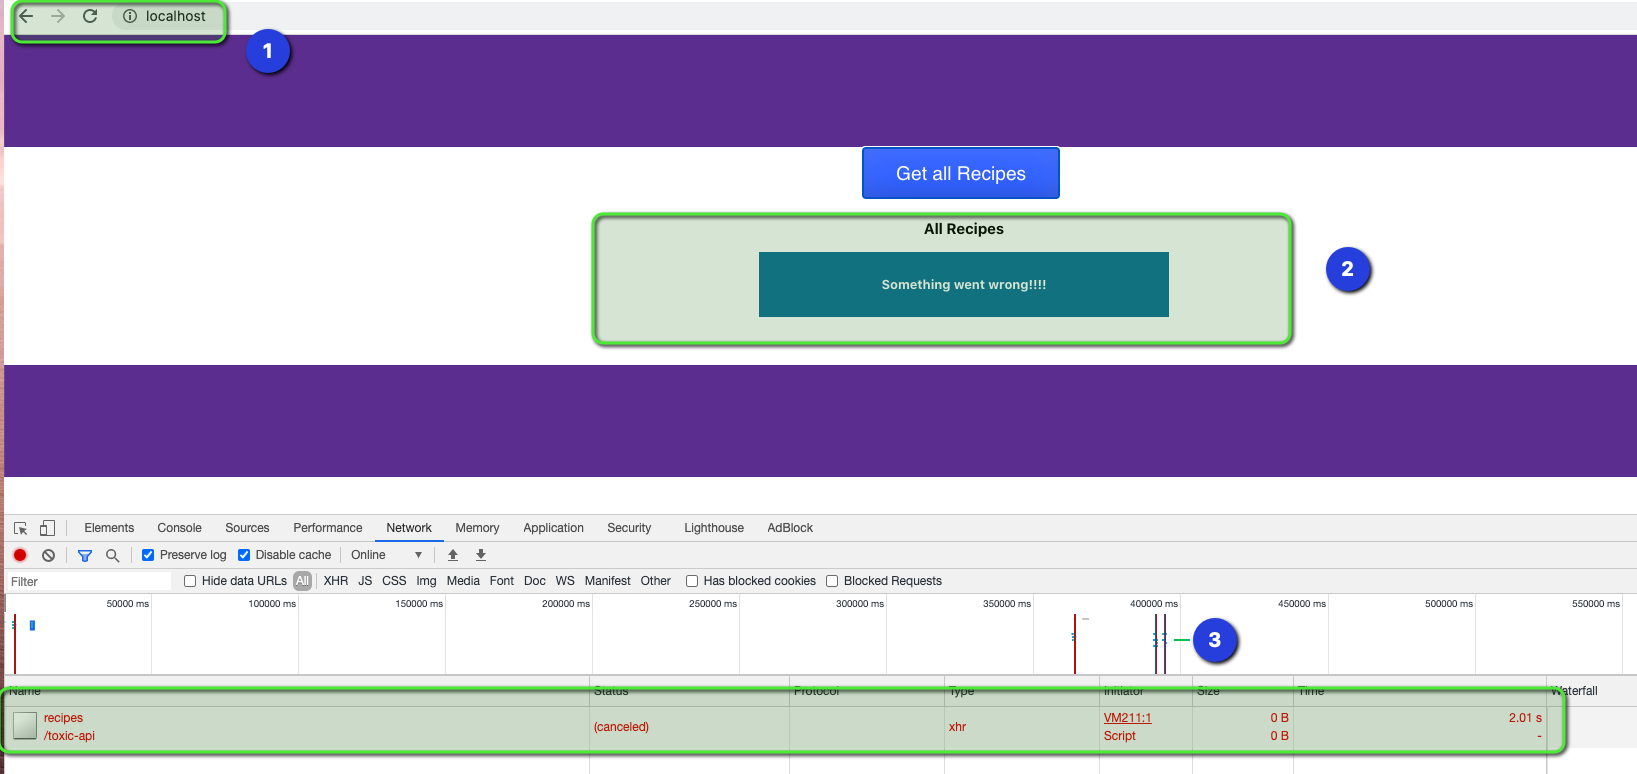 localhost
1
Get all Recipes
All Recipes
Something went wrong!!!!
2
Elements Console Sources Performance Network Memory Application Security Lighthouse AdBlock
Preserve log Disable cache Online
Filter Hide data URLs All XHR JS CSS Img Media Font Doc WS Manifest Other Has blocked cookies Blocked Requests
50000 ms 100000 ms 150000 ms 200000 ms 250000 ms 300000 ms 350000 ms 400000 ms 450000 ms 500000 ms 550000 ms
3
Name Status Protocol Type Initiator Size Time Waterfall
recipes (canceled) xhr VM211:1 0 B 2.01 s
/toxic-api Script 0 B -